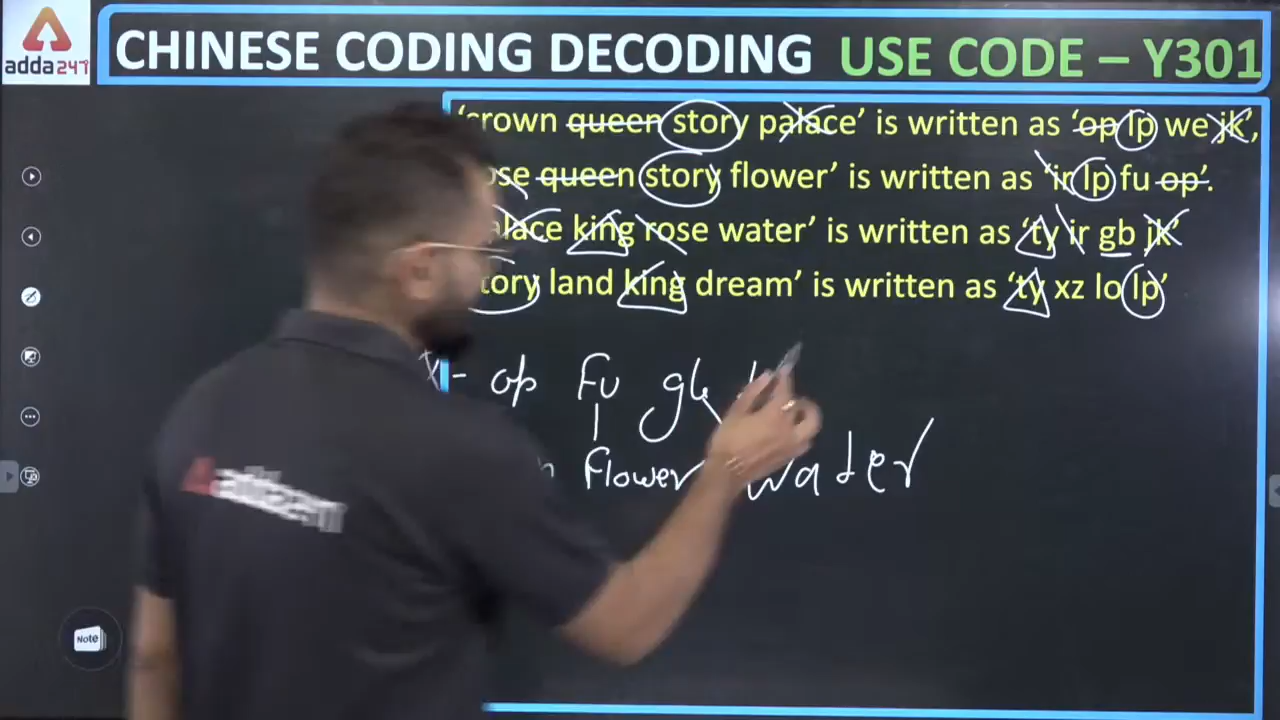 adda247
CHINESE CODING DECODING USE CODE – Y301
'crown queen story palace' is written as 'op lp we jk',
queen story flower' is written as 'ir lp fu op'.
king rose water' is written as 'ty ir gb jk'
land king dream' is written as 'ty xz lo lp'
op Fu gb
Flower water
Note